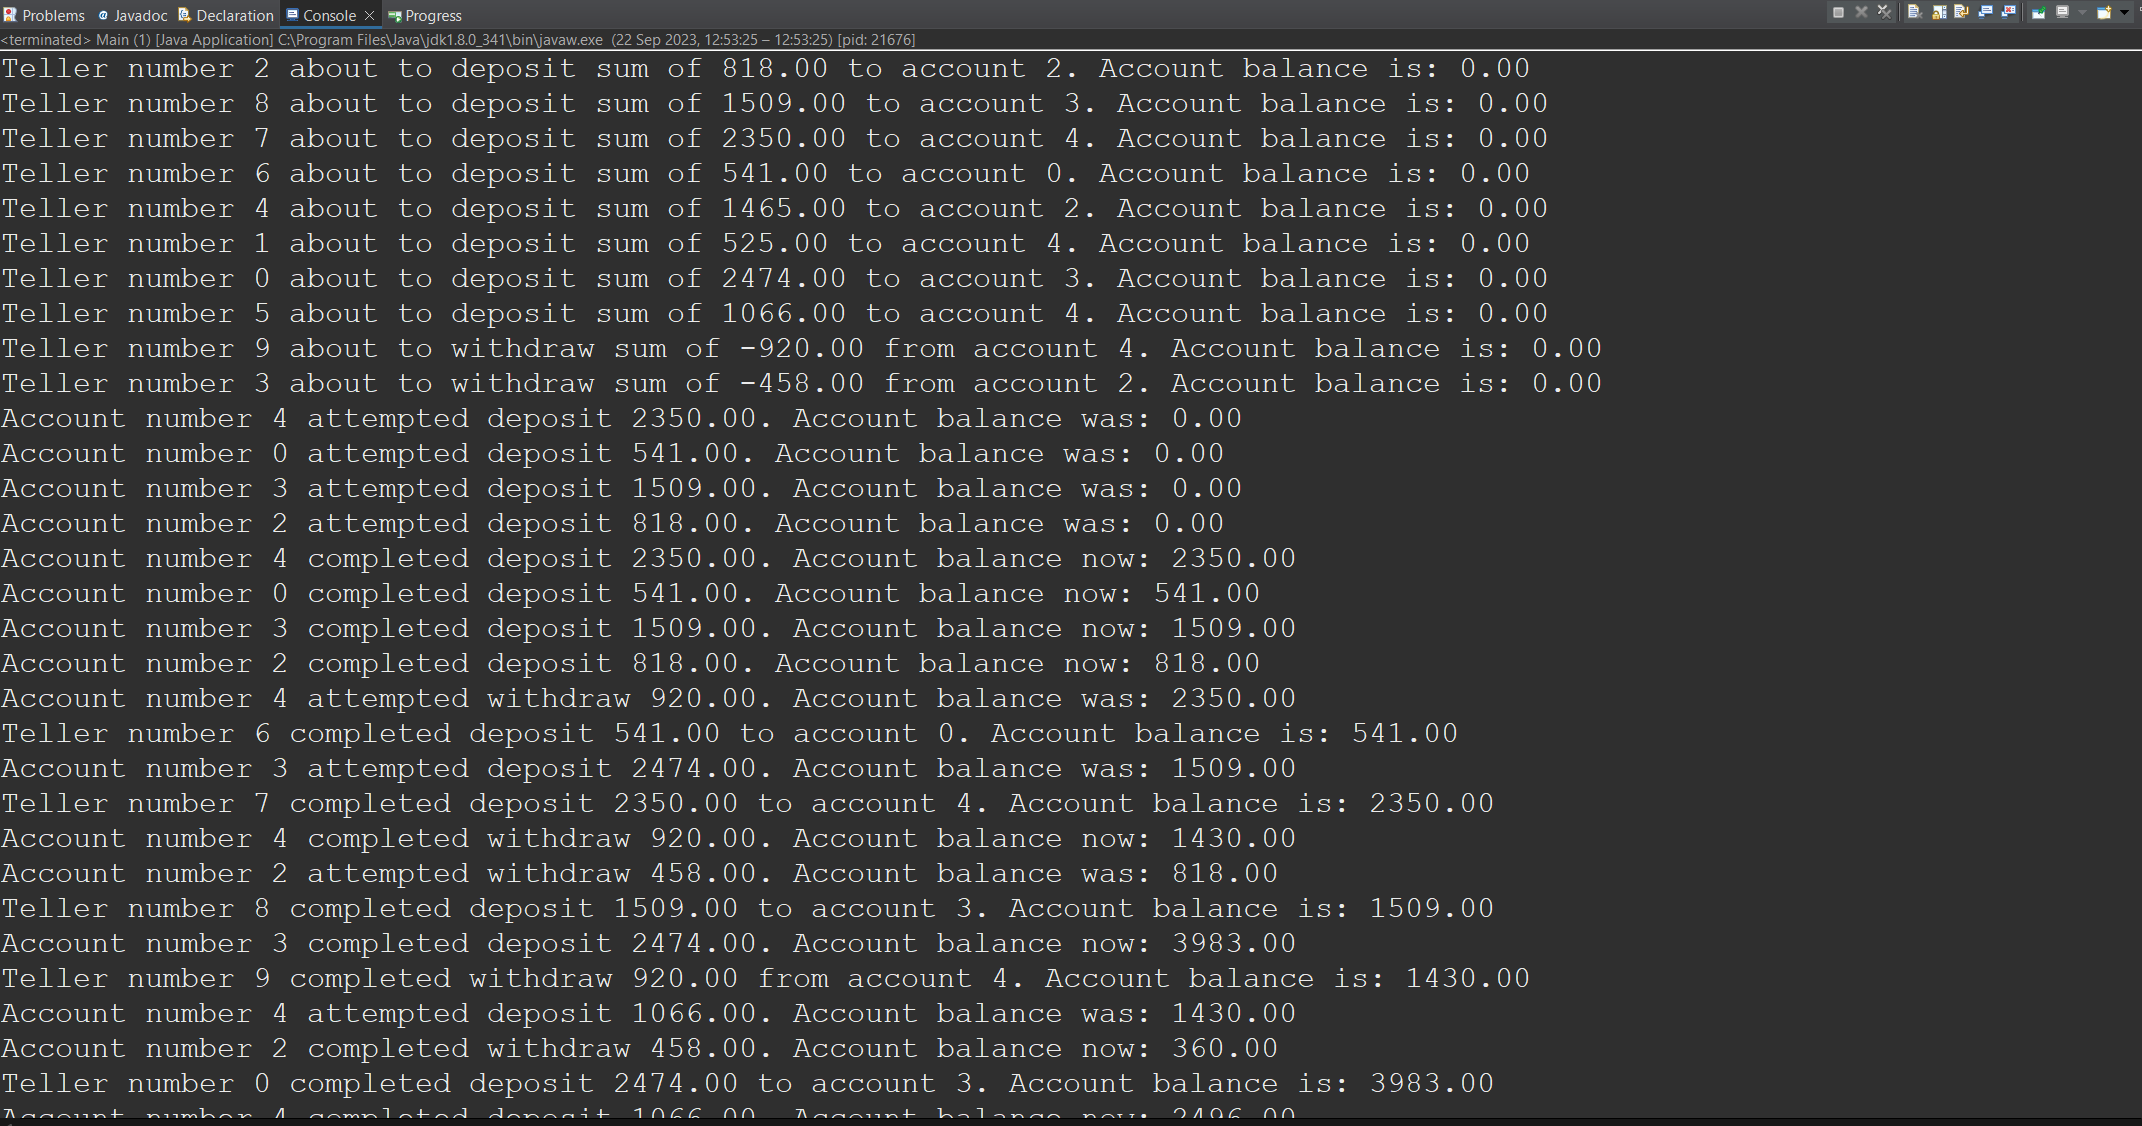 Problems Javadoc Declaration Console Progress
<terminated> Main (1) [Java Application] C:\Program Files\Java\jdk1.8.0_341\bin\javaw.exe (22 Sep 2023, 12:53:25 – 12:53:25) [pid: 21676]
Teller number 2 about to deposit sum of 818.00 to account 2. Account balance is: 0.00
Teller number 8 about to deposit sum of 1509.00 to account 3. Account balance is: 0.00
Teller number 7 about to deposit sum of 2350.00 to account 4. Account balance is: 0.00
Teller number 6 about to deposit sum of 541.00 to account 0. Account balance is: 0.00
Teller number 4 about to deposit sum of 1465.00 to account 2. Account balance is: 0.00
Teller number 1 about to deposit sum of 525.00 to account 4. Account balance is: 0.00
Teller number 0 about to deposit sum of 2474.00 to account 3. Account balance is: 0.00
Teller number 5 about to deposit sum of 1066.00 to account 4. Account balance is: 0.00
Teller number 9 about to withdraw sum of -920.00 from account 4. Account balance is: 0.00
Teller number 3 about to withdraw sum of -458.00 from account 2. Account balance is: 0.00
Account number 4 attempted deposit 2350.00. Account balance was: 0.00
Account number 0 attempted deposit 541.00. Account balance was: 0.00
Account number 3 attempted deposit 1509.00. Account balance was: 0.00
Account number 2 attempted deposit 818.00. Account balance was: 0.00
Account number 4 completed deposit 2350.00. Account balance now: 2350.00
Account number 0 completed deposit 541.00. Account balance now: 541.00
Account number 3 completed deposit 1509.00. Account balance now: 1509.00
Account number 2 completed deposit 818.00. Account balance now: 818.00
Account number 4 attempted withdraw 920.00. Account balance was: 2350.00
Teller number 6 completed deposit 541.00 to account 0. Account balance is: 541.00
Account number 3 attempted deposit 2474.00. Account balance was: 1509.00
Teller number 7 completed deposit 2350.00 to account 4. Account balance is: 2350.00
Account number 4 completed withdraw 920.00. Account balance now: 1430.00
Account number 2 attempted withdraw 458.00. Account balance was: 818.00
Teller number 8 completed deposit 1509.00 to account 3. Account balance is: 1509.00
Account number 3 completed deposit 2474.00. Account balance now: 3983.00
Teller number 9 completed withdraw 920.00 from account 4. Account balance is: 1430.00
Account number 4 attempted deposit 1066.00. Account balance was: 1430.00
Account number 2 completed withdraw 458.00. Account balance now: 360.00
Teller number 0 completed deposit 2474.00 to account 3. Account balance is: 3983.00
Account number 4 completed deposit 1066.00. Account balance now: 2496.00